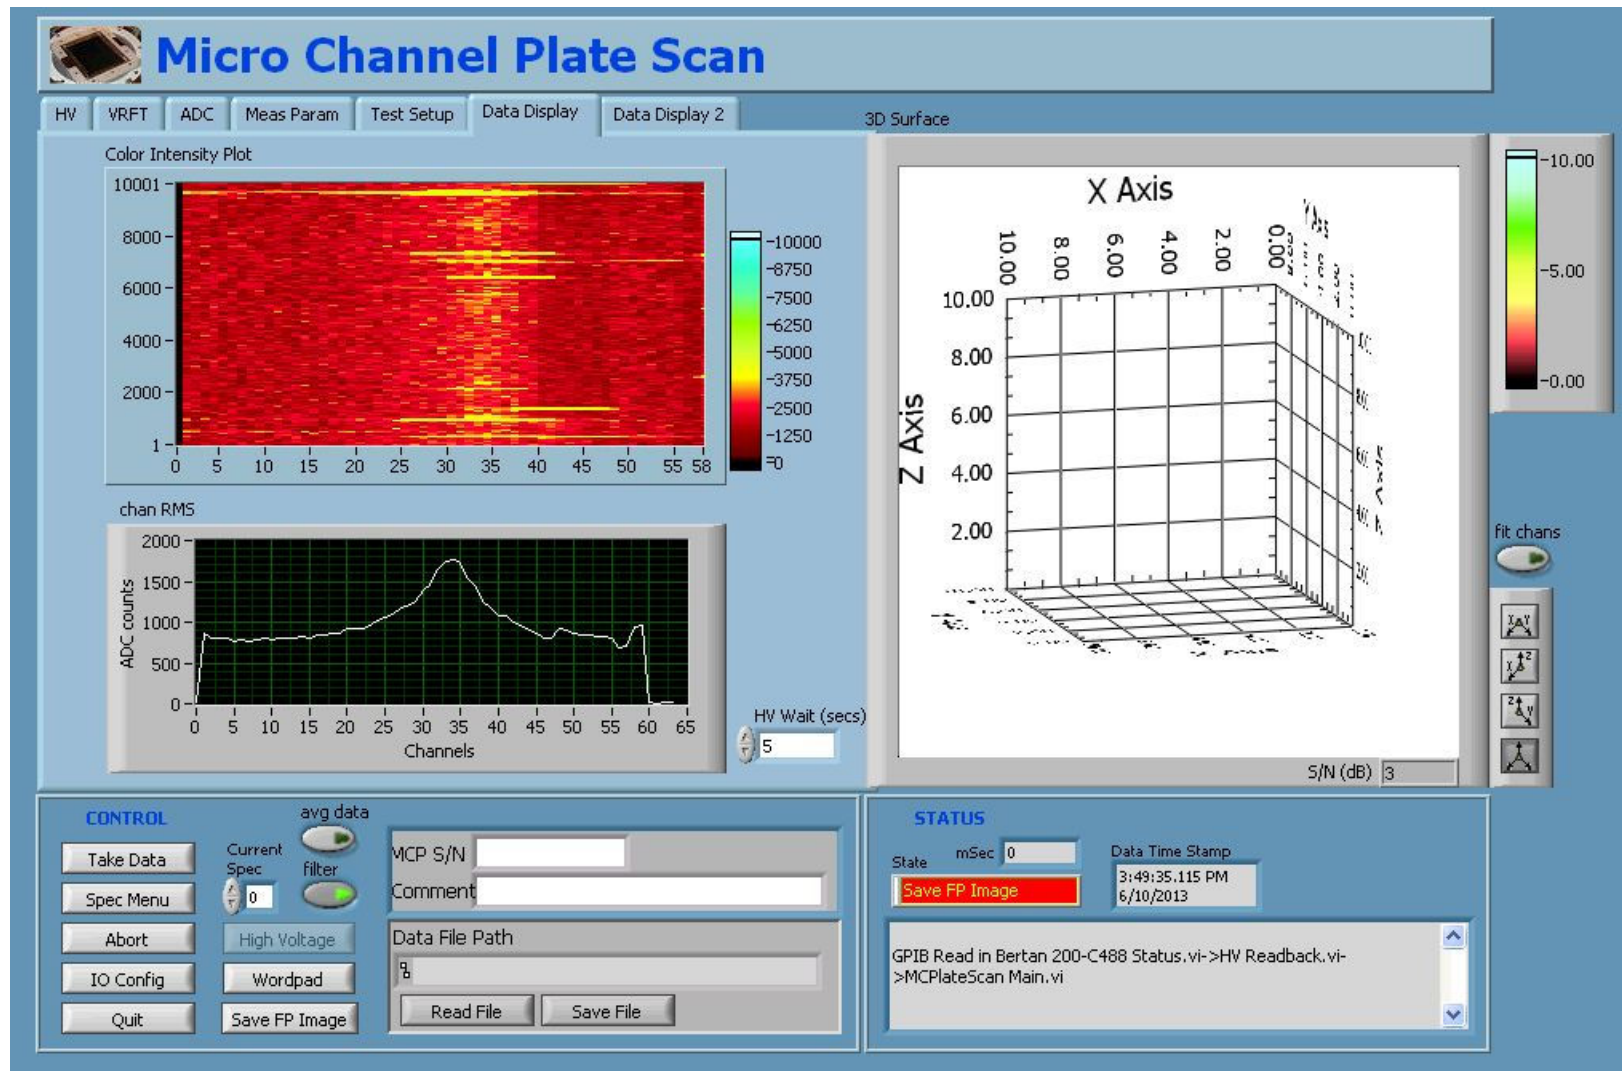 Micro Channel Plate Scan
HV VRFT ADC Meas Param Test Setup Data Display Data Display 2
3D Surface
Color Intensity Plot
10001
8000
6000
4000
2000
1
0 5 10 15 20 25 30 35 40 45 50 55 58
10000
8750
7500
6250
5000
3750
2500
1250
0
chan RMS
ADC counts
2000
1500
1000
500
0
0 5 10 15 20 25 30 35 40 45 50 55 60 65
Channels
HV Wait (secs)
5
X Axis
10.00 8.00 6.00 4.00 2.00 0.00
Z Axis
10.00
8.00
6.00
4.00
2.00
S/N (dB) 3
10.00
5.00
0.00
fit chans
X Y
X Z
Z Y
CONTROL
avg data
Take Data
Current Spec
0
filter
Spec Menu
Abort
High Voltage
IO Config
Wordpad
Quit
Save FP Image
MCP S/N
Comment
Data File Path
Read File Save File
STATUS
State
mSec 0
Save FP Image
Data Time Stamp
3:49:35.115 PM
6/10/2013
GPIB Read in Bertan 200-C488 Status.vi->HV Readback.vi-
>MCPlateScan Main.vi